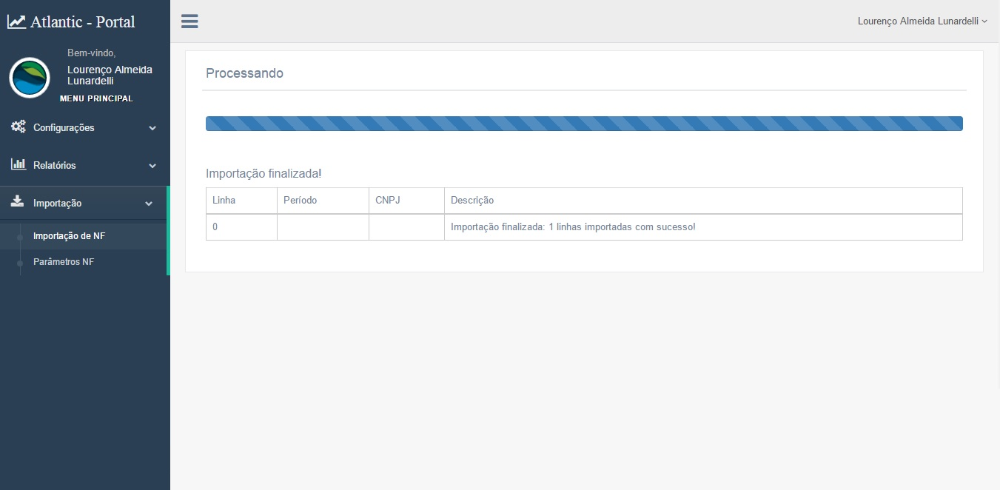 Atlantic - Portal
Bem-vindo,
Lourenço Almeida
Lunardelli
MENU PRINCIPAL
Configurações
Relatórios
Importação
Importação de NF
Parâmetros NF
Lourenço Almeida Lunardelli
Processando
Importação finalizada!
Linha Período CNPJ Descrição
0 Importação finalizada: 1 linhas importadas com sucesso!